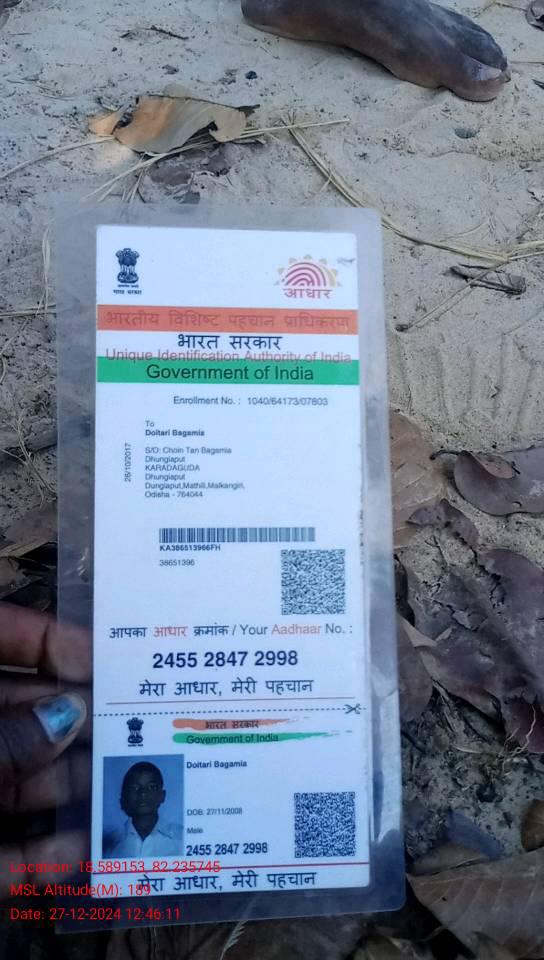 भारत सरकार
आधार
भारतीय विशिष्ट पहचान प्राधिकरण
भारत सरकार
Unique Identification Authority of India
Government of India
Enrollment No. : 1040/64173/07803
26/10/2017
To
Doitari Bagamia
S/O: Choin Tan Bagamia
Dhungiaput
KARADAGUDA
Dhungiaput
Dungiaput,Mathili,Malkangiri,
Odisha - 764044
KA386513966FH
38651396
आपका आधार क्रमांक / Your Aadhaar No. :
2455 2847 2998
मेरा आधार, मेरी पहचान
भारत सरकार
Government of India
Doitari Bagamia
DOB: 27/11/2008
Male
2455 2847 2998
मेरा आधार, मेरी पहचान
Location: 18.589153, 82.235745
MSL Altitude(M): 189
Date: 27-12-2024 12:46:11